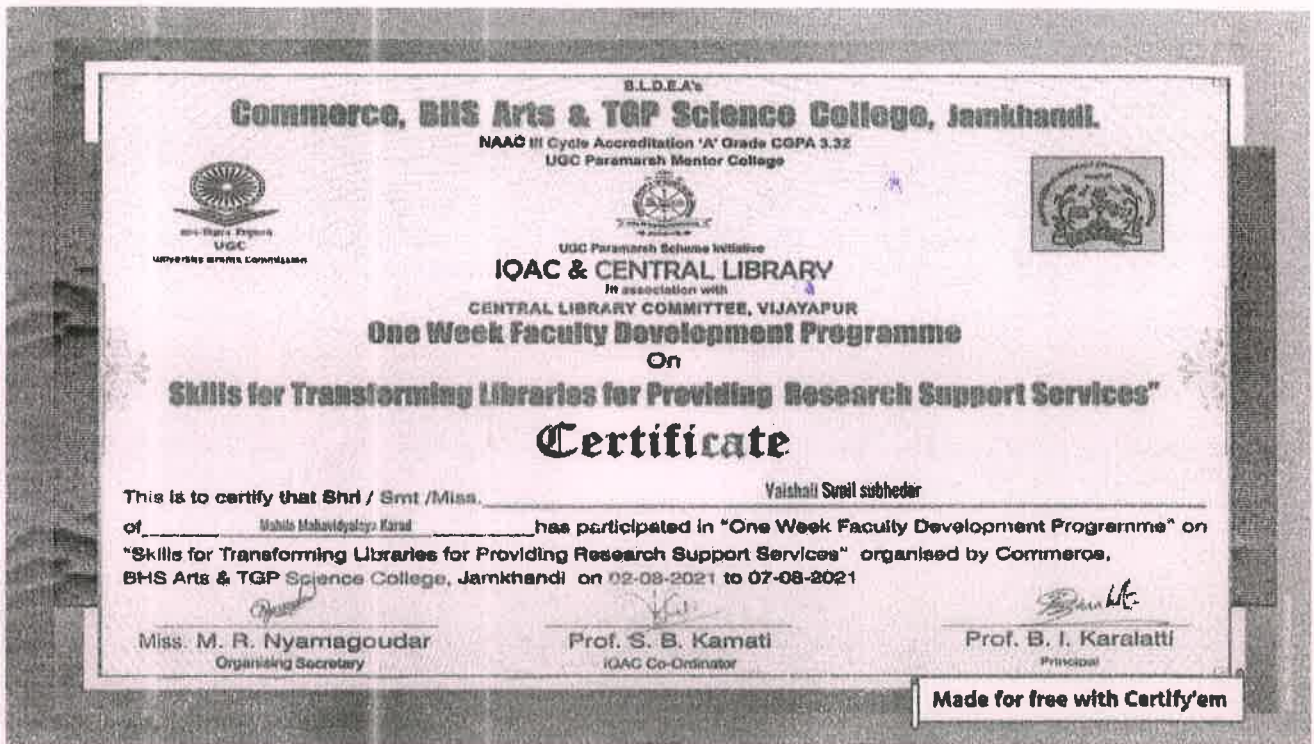 B.L.D.E.A's
Commerce, BHS Arts & TGP Science College, Jamkhandi.
NAAC III Cycle Accreditation 'A' Grade CGPA 3.32
UGC Paramarsh Mentor College
UGC
University Grants Commission
UGC Paramarsh Scheme Initiative
IQAC & CENTRAL LIBRARY
In association with
CENTRAL LIBRARY COMMITTEE, VIJAYAPUR
One Week Faculty Development Programme
On
Skills for Transforming Libraries for Providing Research Support Services"
Certificate
This is to certify that Shri / Smt /Miss. Vaishali Sunil subhedar
of Mahila Mahavidyalaya Karad has participated in "One Week Faculty Development Programme" on
"Skills for Transforming Libraries for Providing Research Support Services" organised by Commerce,
BHS Arts & TGP Science College, Jamkhandi on 02-08-2021 to 07-08-2021
Miss. M. R. Nyamagoudar
Organising Secretary
Prof. S. B. Kamati
IQAC Co-Ordinator
Prof. B. I. Karalatti
Principal
Made for free with Certify'em